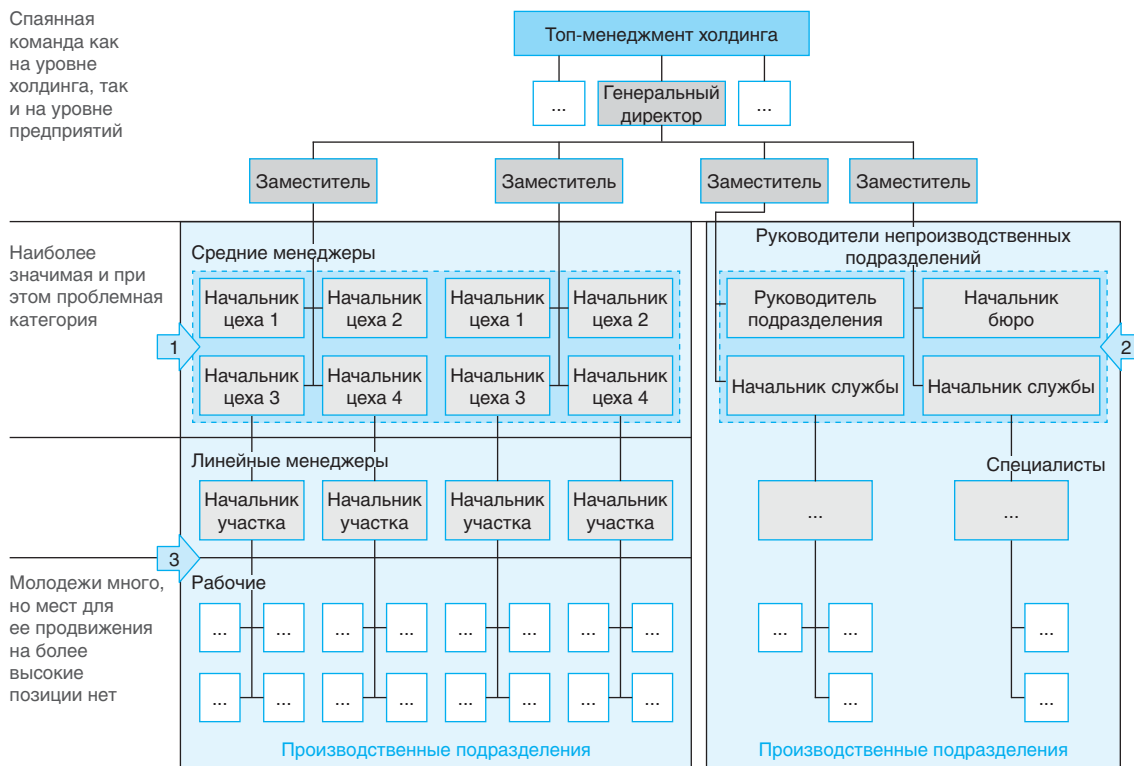 Спаянная
команда как
на уровне
холдинга, так
и на уровне
предприятий
Топ-менеджмент холдинга
...
Генеральный
директор
...
Заместитель
Заместитель
Заместитель
Заместитель
Наиболее
значимая и при
этом проблемная
категория
Средние менеджеры
Начальник
цеха 1
Начальник
цеха 2
Начальник
цеха 1
Начальник
цеха 2
1
Начальник
цеха 3
Начальник
цеха 4
Начальник
цеха 3
Начальник
цеха 4
Руководители непроизводственных
подразделений
Руководитель
подразделения
Начальник
бюро
2
Начальник службы
Начальник службы
Линейные менеджеры
Начальник
участка
Начальник
участка
Начальник
участка
Начальник
участка
Специалисты
...
...
3
Молодежи много,
но мест для
ее продвижения
на более
высокие
позиции нет
Рабочие
... ... ... ... ... ... ... ...
... ... ... ... ... ... ... ...
... ... ...
... ...
Производственные подразделения
Производственные подразделения